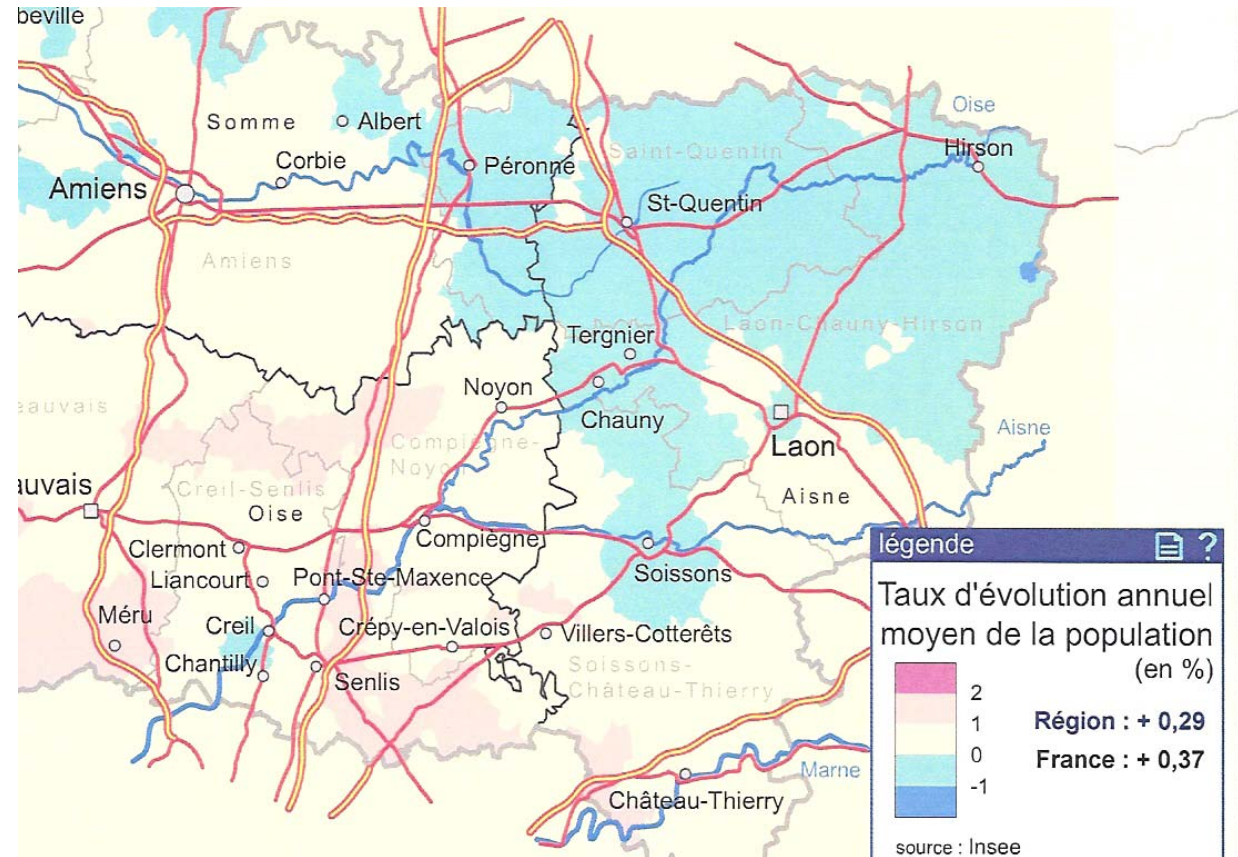 beville
Somme
Albert
Oise
Corbie
Péronne
Saint-Quentin
Hirson
Amiens
St-Quentin
Amiens
Tergnier
Laon-Chauny-Hirson
Noyon
Chauny
eauvais
Compiègne-
Noyon
Laon
Aisne
auvais
Creil-Senlis
Oise
Aisne
Clermont
Compiègne
Liancourt
Pont-Ste-Maxence
Soissons
Méru
Creil
Crépy-en-Valois
Villers-Cotterêts
Chantilly
Senlis
Soissons-
Château-Thierry
Marne
Château-Thierry
légende ?
Taux d'évolution annuel
moyen de la population
(en %)
2
1
0
-1
Région : + 0,29
France : + 0,37
source : Insee